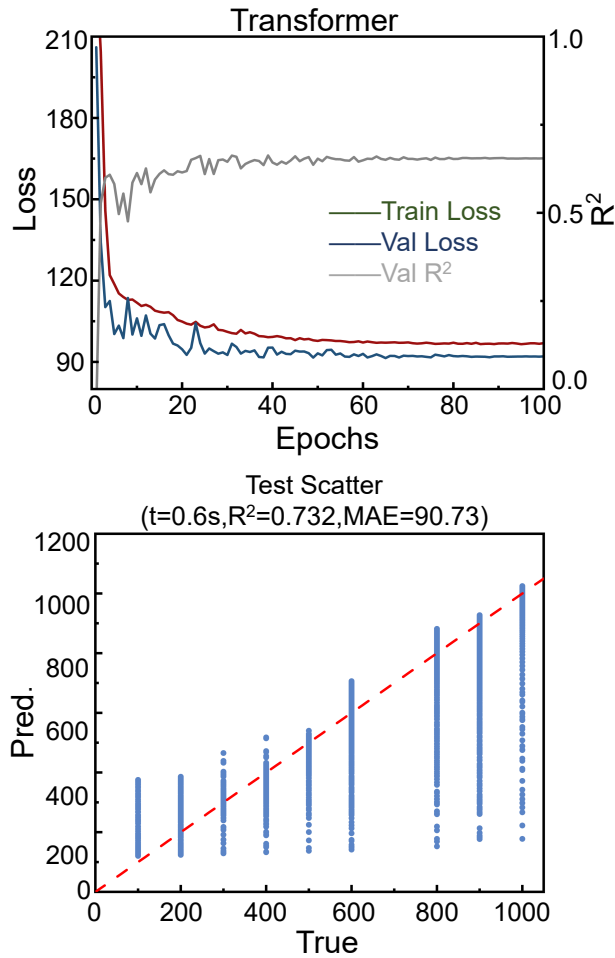 Transformer
210
180
150
120
90
Loss
1.0
0.5
0.0
R²
Train Loss
Val Loss
Val R²
0
20
40
60
80
100
Epochs
Test Scatter
(t=0.6s,R²=0.732,MAE=90.73)
1200
1000
800
600
400
200
0
Pred.
0
200
400
600
800
1000
True